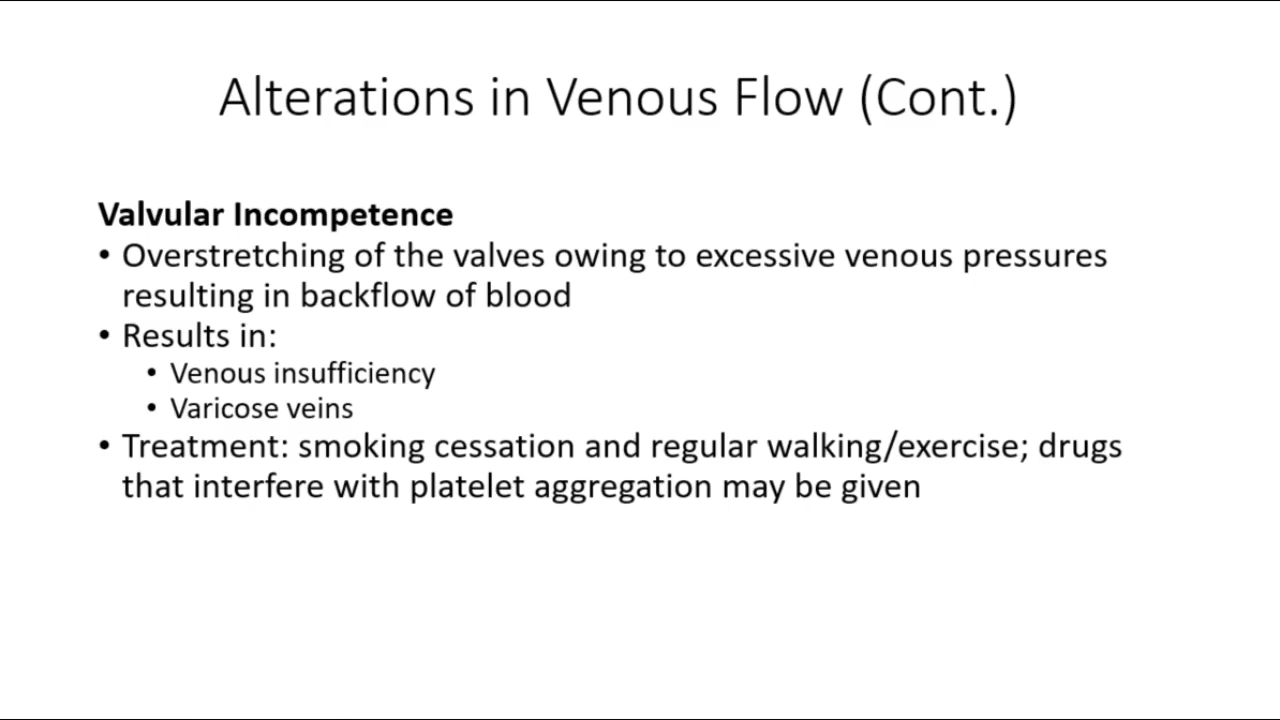 Alterations in Venous Flow (Cont.)
Valvular Incompetence
• Overstretching of the valves owing to excessive venous pressures
resulting in backflow of blood
• Results in:
• Venous insufficiency
• Varicose veins
• Treatment: smoking cessation and regular walking/exercise; drugs
that interfere with platelet aggregation may be given